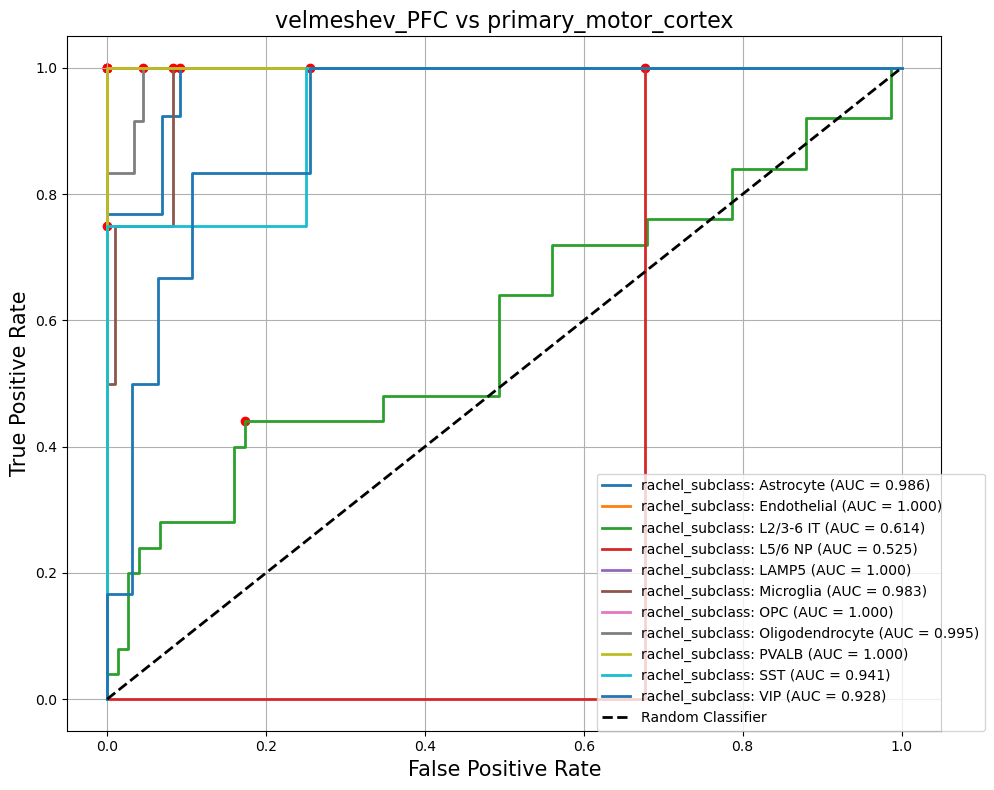 velmeshev_PFC vs primary_motor_cortex
True Positive Rate
1.0
0.8
0.6
0.4
0.2
0.0
rachel_subclass: Astrocyte (AUC = 0.986)
rachel_subclass: Endothelial (AUC = 1.000)
rachel_subclass: L2/3-6 IT (AUC = 0.614)
rachel_subclass: L5/6 NP (AUC = 0.525)
rachel_subclass: LAMP5 (AUC = 1.000)
rachel_subclass: Microglia (AUC = 0.983)
rachel_subclass: OPC (AUC = 1.000)
rachel_subclass: Oligodendrocyte (AUC = 0.995)
rachel_subclass: PVALB (AUC = 1.000)
rachel_subclass: SST (AUC = 0.941)
rachel_subclass: VIP (AUC = 0.928)
Random Classifier
0.0 0.2 0.4 0.6 0.8 1.0
False Positive Rate